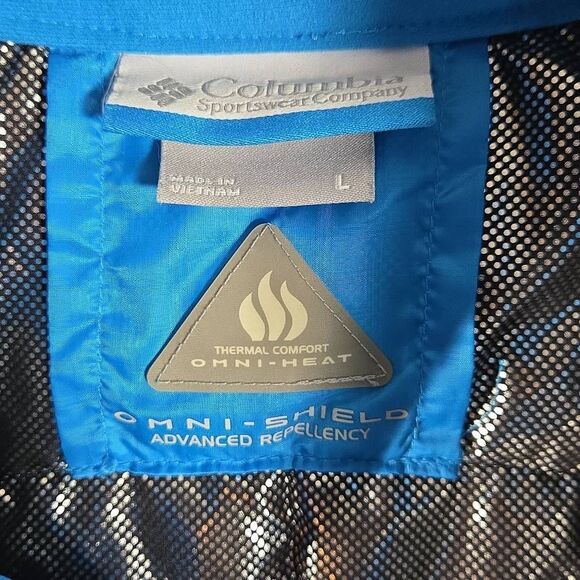 Columbia
Sportswear Company
MADE IN
VIETNAM
L
THERMAL COMFORT
OMNI-HEAT
OMNI-SHIELD
ADVANCED REPELLENCY